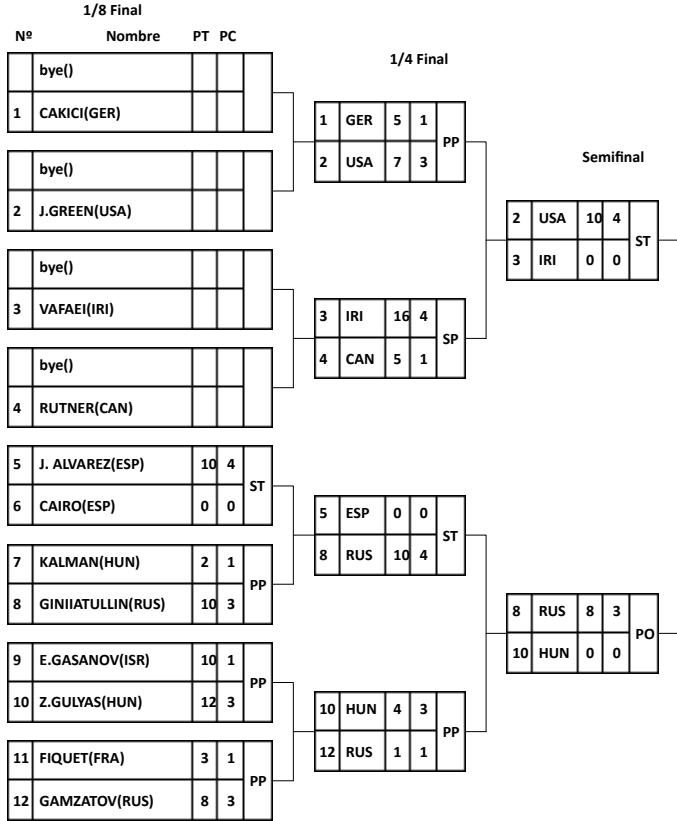 1/8 Final
Nº Nombre PT PC
bye()
1 CAKICI(GER)
bye()
2 J.GREEN(USA)
bye()
3 VAFAEI(IRI)
bye()
4 RUTNER(CAN)
5 J. ALVAREZ(ESP) 10 4
ST
6 CAIRO(ESP) 0 0
7 KALMAN(HUN) 2 1
PP
8 GINIIATULLIN(RUS) 10 3
9 E.GASANOV(ISR) 10 1
PP
10 Z.GULYAS(HUN) 12 3
11 FIQUET(FRA) 3 1
PP
12 GAMZATOV(RUS) 8 3
1/4 Final
1 GER 5 1
PP
2 USA 7 3
3 IRI 16 4
SP
4 CAN 5 1
5 ESP 0 0
ST
8 RUS 10 4
10 HUN 4 3
PP
12 RUS 1 1
Semifinal
2 USA 10 4
ST
3 IRI 0 0
8 RUS 8 3
PO
10 HUN 0 0